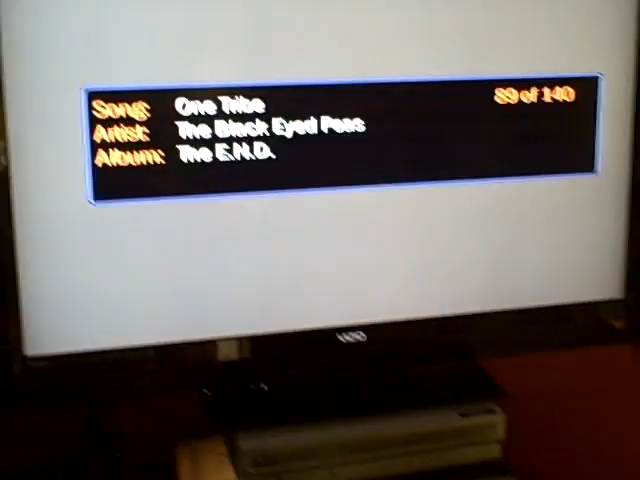 Song: One Tribe 89 of 140
Artist: The Black Eyed Peas
Album: The E.N.D.